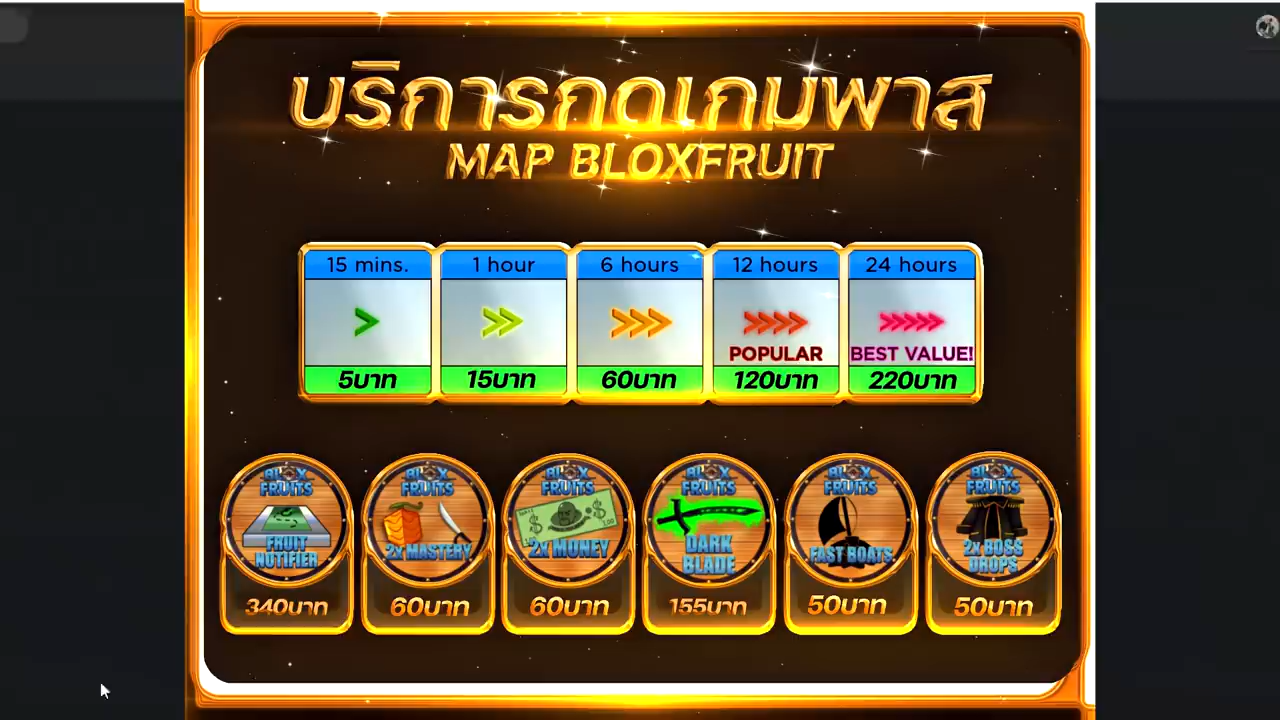 บริการกดเกมพาส
MAP BLOXFRUIT
15 mins. 1 hour 6 hours 12 hours 24 hours
POPULAR BEST VALUE!
5บาท 15บาท 60บาท 120บาท 220บาท
BLOX FRUITS BLOX FRUITS BLOX FRUITS BLOX FRUITS BLOX FRUITS BLOX FRUITS
FRUIT NOTIFIER 2x MASTERY 2x MONEY DARK BLADE FAST BOATS 2x BOSS DROPS
340บาท 60บาท 60บาท 155บาท 50บาท 50บาท